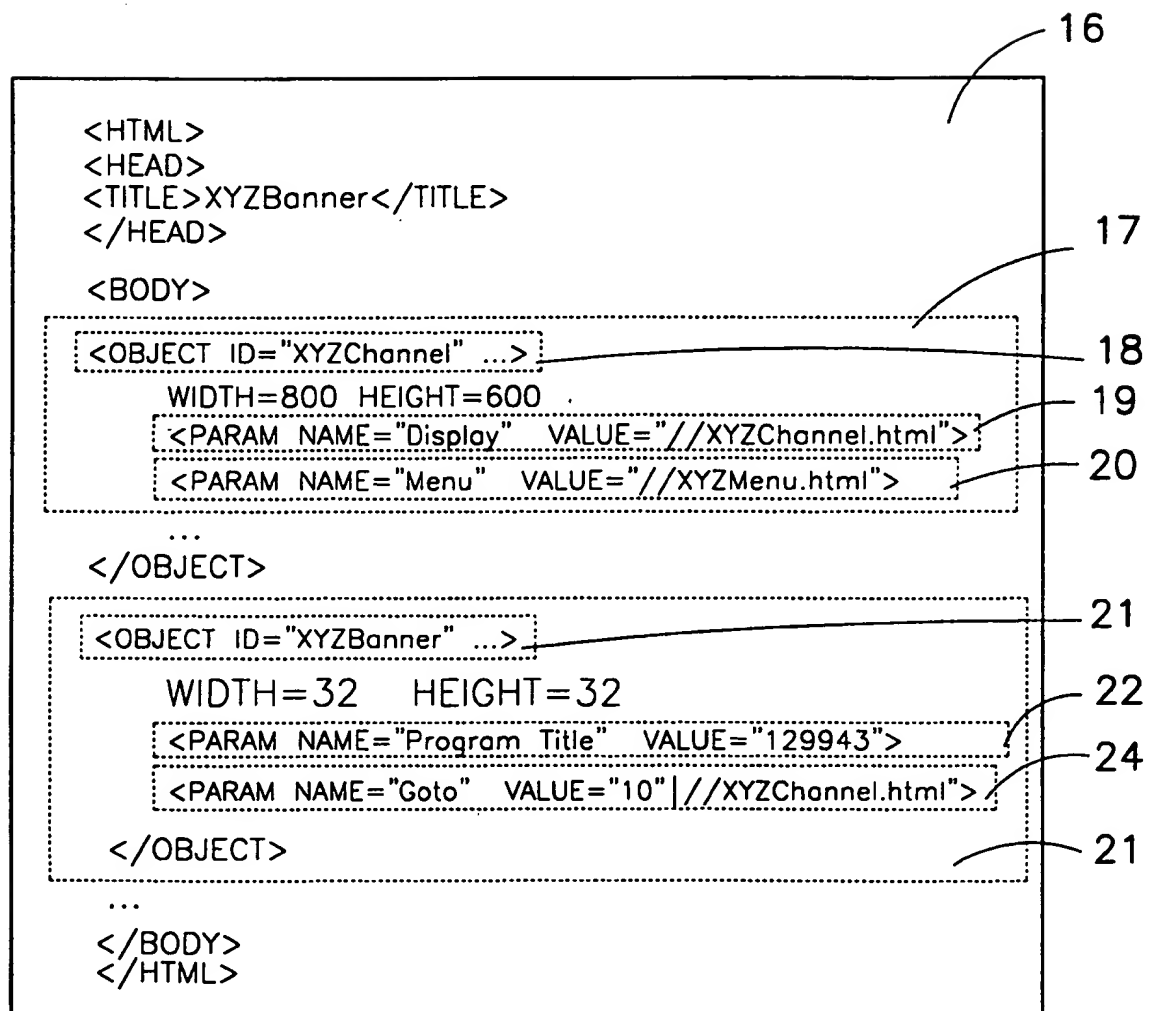 16
<HTML>
<HEAD>
<TITLE>XYZBanner</TITLE>
</HEAD>
17
<BODY>
<OBJECT ID="XYZChannel" ...>
18
WIDTH=800 HEIGHT=600
<PARAM NAME="Display" VALUE="//XYZChannel.html">
19
<PARAM NAME="Menu" VALUE="//XYZMenu.html">
20
...
</OBJECT>
<OBJECT ID="XYZBanner" ...>
21
WIDTH=32 HEIGHT=32
22
<PARAM NAME="Program Title" VALUE="129943">
<PARAM NAME="Goto" VALUE="10"|//XYZChannel.html">
24
</OBJECT>
21
...
</BODY>
</HTML>